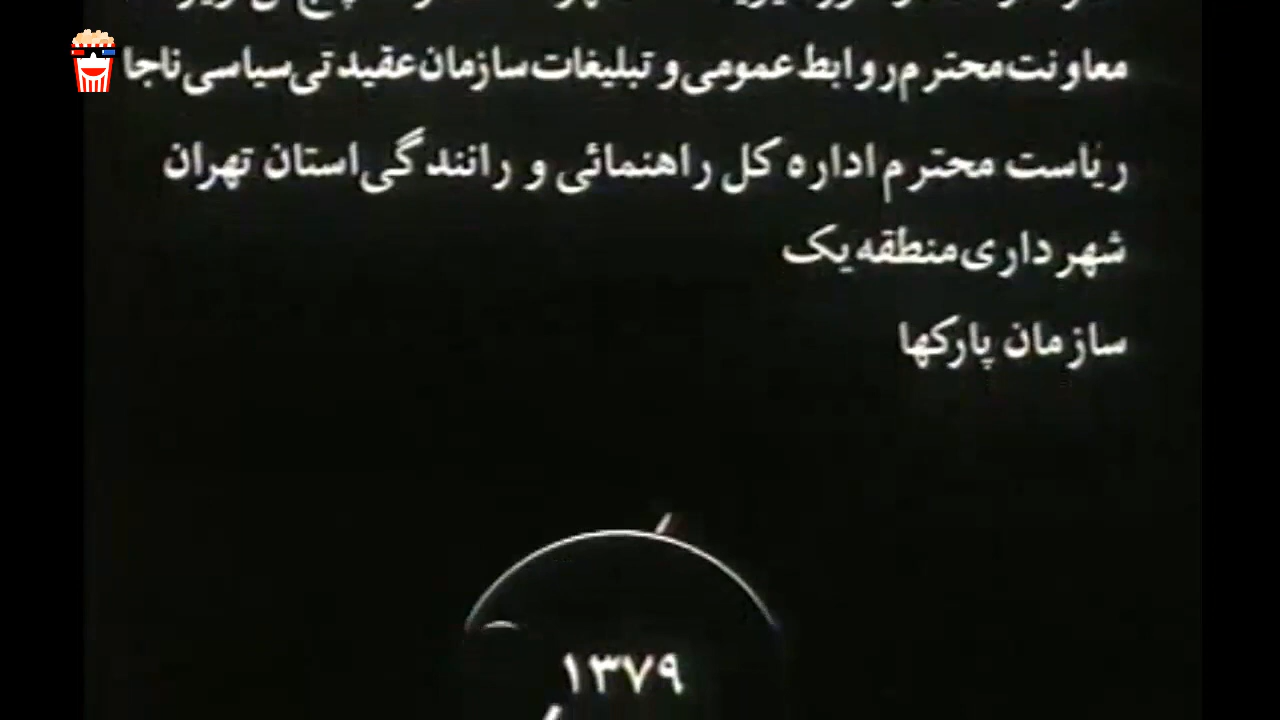 معاونت محترم روابط عمومی و تبلیغات سازمان عقیدتی سیاسی ناجا
ریاست محترم اداره کل راهنمائی و رانندگی استان تهران
شهرداری منطقه یک
سازمان پارکها
۱۳۷۹